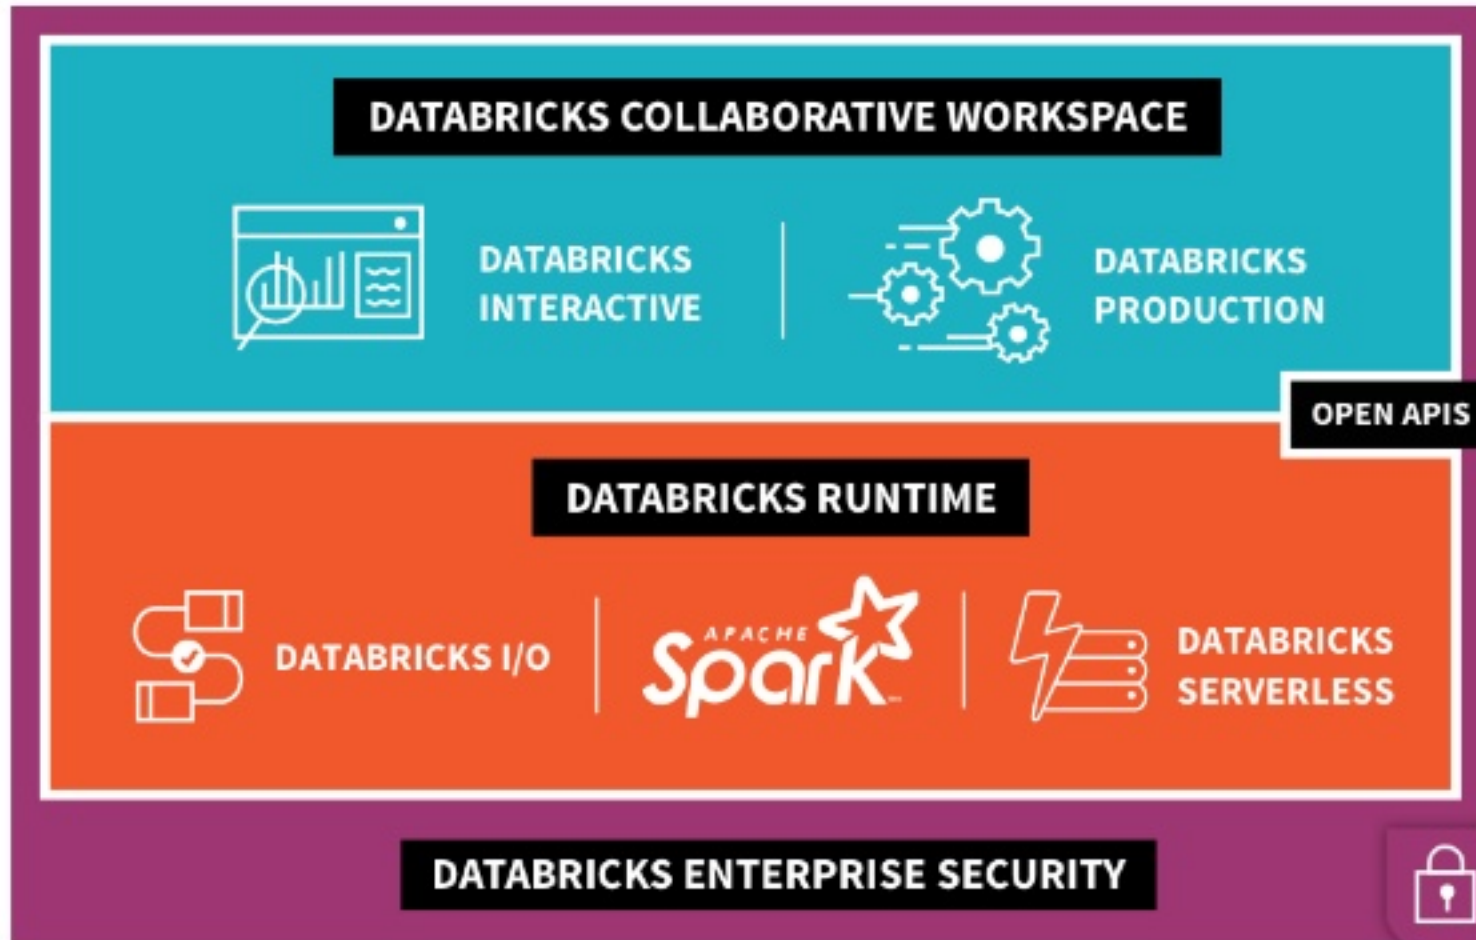 DATABRICKS COLLABORATIVE WORKSPACE
DATABRICKS
INTERACTIVE
DATABRICKS
PRODUCTION
OPEN APIS
DATABRICKS RUNTIME
DATABRICKS I/O
APACHE
Spark
DATABRICKS
SERVERLESS
DATABRICKS ENTERPRISE SECURITY